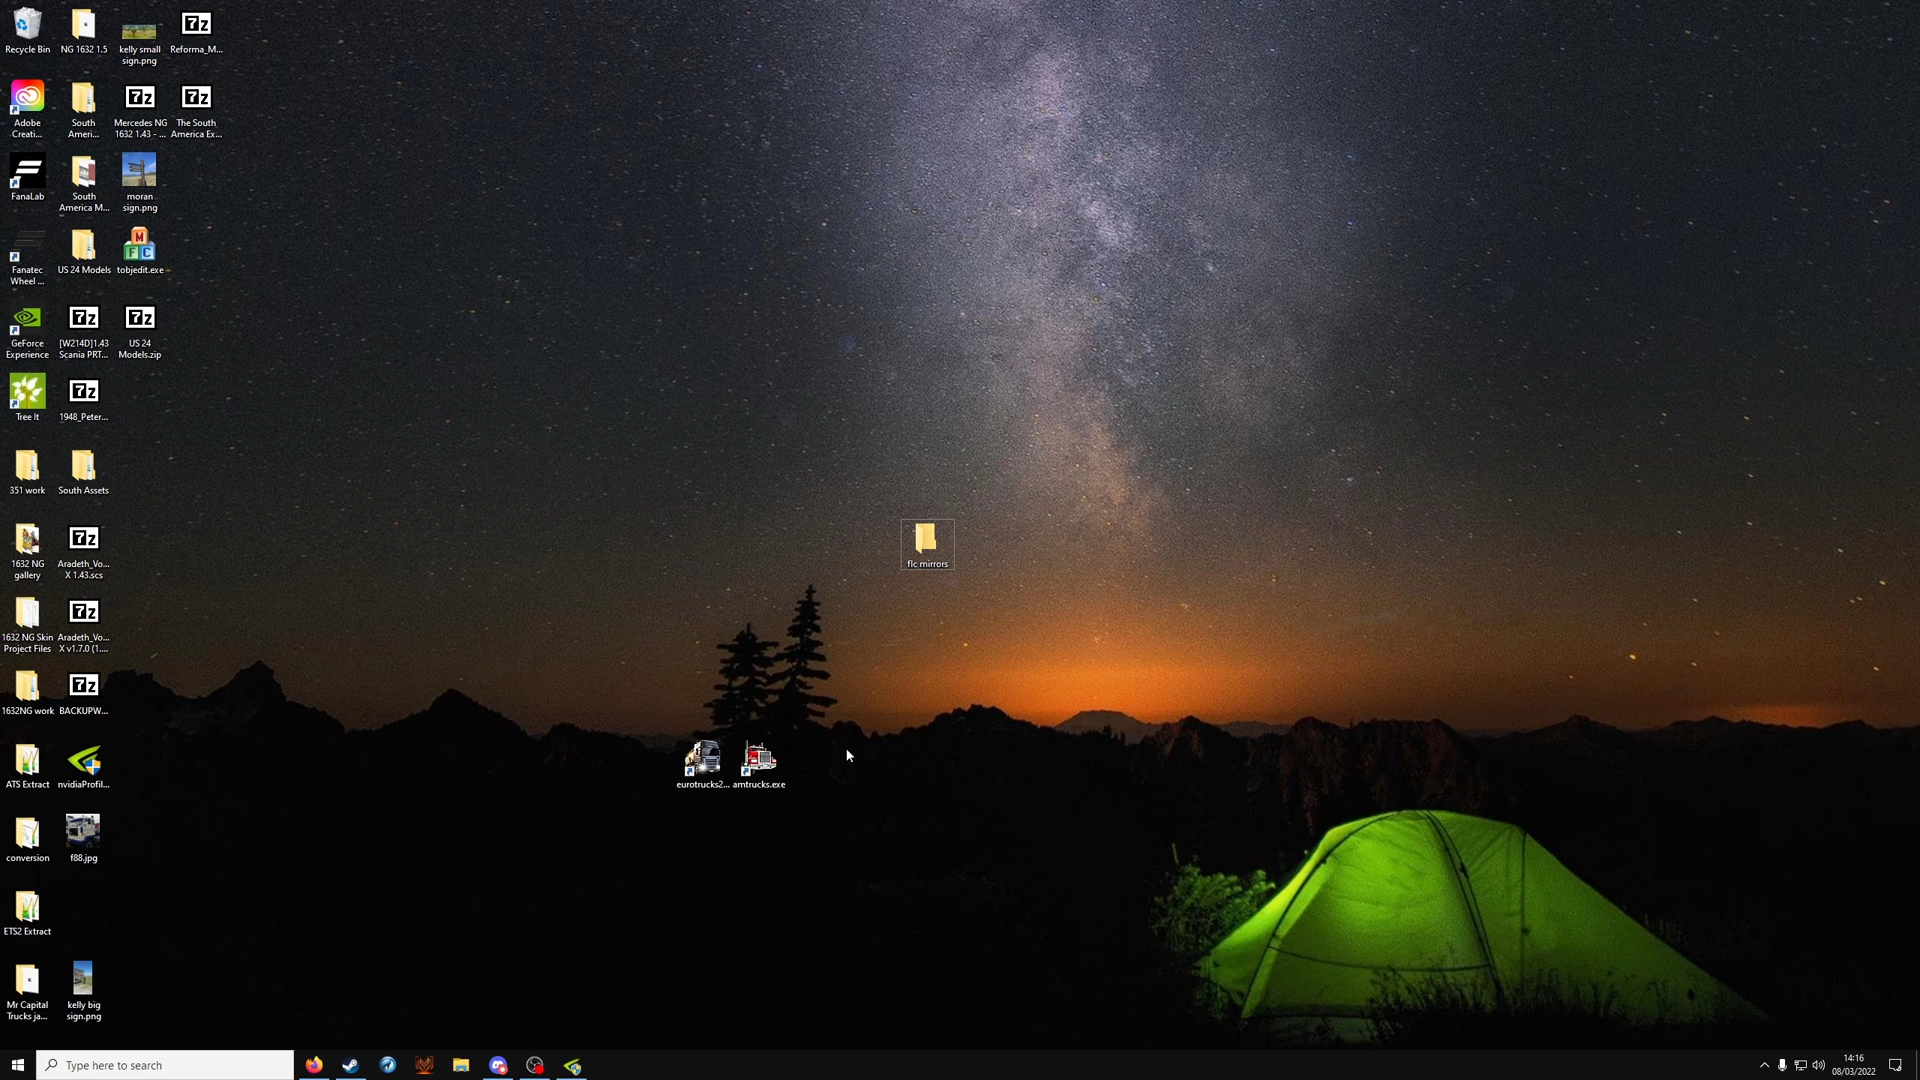 Recycle Bin
NG 1632 1.5
kelly small
sign.png
Reforma_M...
Adobe
Creati...
South
Ameri...
Mercedes NG
1632 1.43 - ...
The South
America Ex...
FanaLab
South
America M...
moran
sign.png
Fanatec
Wheel ...
US 24 Models
tobjedit.exe
GeForce
Experience
[W214D]1.43
Scania PRT...
US 24
Models.zip
Tree It
1948_Peter...
351 work
South Assets
1632 NG
gallery
Aradeth_Vo...
X 1.43.scs
flc mirrors
1632 NG Skin
Project Files
Aradeth_Vo...
X v1.7.0 (1....
1632NG work
BACKUPW...
ATS Extract
nvidiaProfil...
eurotrucks2...
amtrucks.exe
conversion
f88.jpg
ETS2 Extract
Mr Capital
Trucks ja...
kelly big
sign.png
Type here to search
14:16
08/03/2022